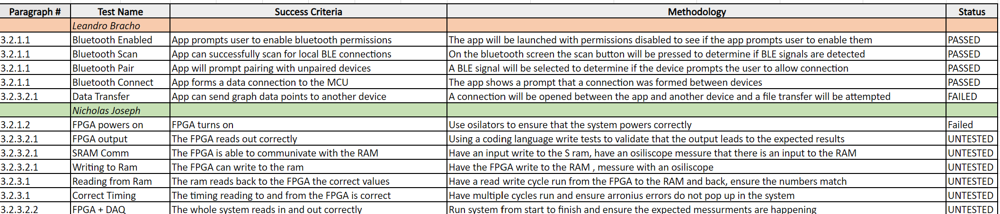 Paragraph # Test Name Success Criteria Methodology Status
Leandro Bracho
3.2.1.1 Bluetooth Enabled App prompts user to enable bluetooth permissions The app will be launched with permissions disabled to see if the app prompts user to enable them PASSED
3.2.1.1 Bluetooth Scan App can successfully scan for local BLE connections On the bluetooth screen the scan button will be pressed to determine if BLE signals are detected PASSED
3.2.1.1 Bluetooth Pair App will prompt pairing with unpaired devices A BLE signal will be selected to determine if the device prompts the user to allow connection PASSED
3.2.1.1 Bluetooth Connect App forms a data connection to the MCU The app shows a prompt that a connection was formed between devices PASSED
3.2.3.2.1 Data Transfer App can send graph data points to another device A connection will be opened between the app and another device and a file transfer will be attempted FAILED
Nicholas Joseph
3.2.1.2 FPGA powers on FPGA turns on Use osilators to ensure that the system powers correctly Failed
3.2.3.2.1 FPGA output The FPGA reads out correctly Using a coding language write tests to validate that the output leads to the expected results UNTESTED
3.2.3.2.1 SRAM Comm The FPGA is able to communivate with the RAM Have an input write to the S ram, have an osiliscope messure that there is an input to the RAM UNTESTED
3.2.3.2.1 Writing to Ram The FPGA can write to the ram Have the FPGA write to the RAM , messure with an osiliscope UNTESTED
3.2.3.1 Reading from Ram The ram reads back to the FPGA the correct values Have a read write cycle run from the FPGA to the RAM and back, ensure the numbers match UNTESTED
3.2.3.1 Correct Timing The timing reading to and from the FPGA is correct Have multiple cycles run and ensure arronius errors do not pop up in the system UNTESTED
3.2.3.2.2 FPGA + DAQ The whole system reads in and out correctly Run system from start to finish and ensure the expected messurments are happening UNTESTED